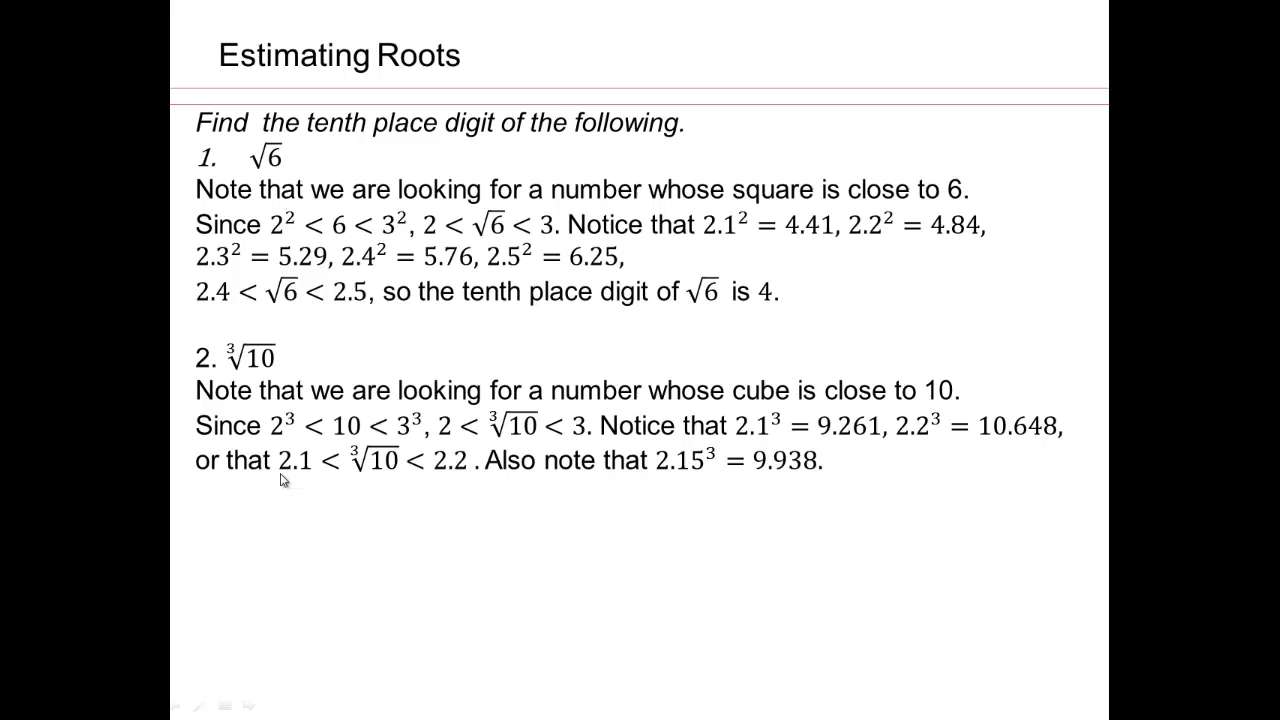 Estimating Roots
Find the tenth place digit of the following.
1. √6
Note that we are looking for a number whose square is close to 6.
Since 2² < 6 < 3², 2 < √6 < 3. Notice that 2.1² = 4.41, 2.2² = 4.84,
2.3² = 5.29, 2.4² = 5.76, 2.5² = 6.25,
2.4 < √6 < 2.5, so the tenth place digit of √6 is 4.
2. ∛10
Note that we are looking for a number whose cube is close to 10.
Since 2³ < 10 < 3³, 2 < ∛10 < 3. Notice that 2.1³ = 9.261, 2.2³ = 10.648,
or that 2.1 < ∛10 < 2.2 . Also note that 2.15³ = 9.938.